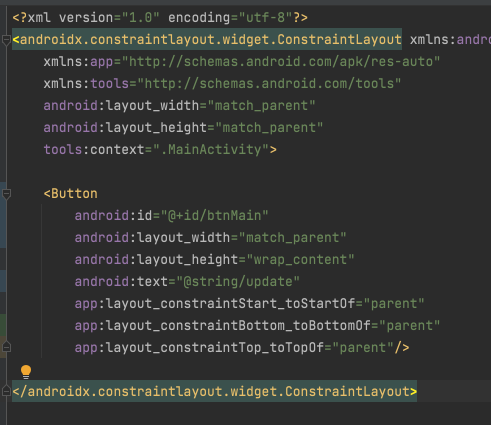 <?xml version="1.0" encoding="utf-8"?>
<androidx.constraintlayout.widget.ConstraintLayout
xmlns:app="http://schemas.android.com/apk/res-auto"
xmlns:tools="http://schemas.android.com/tools"
android:layout_width="match_parent"
android:layout_height="match_parent"
tools:context=".MainActivity">
<Button
android:id="@+id/btnMain"
android:layout_width="match_parent"
android:layout_height="wrap_content"
android:text="@string/update"
app:layout_constraintStart_toStartOf="parent"
app:layout_constraintBottom_toBottomOf="parent"
app:layout_constraintTop_toTopOf="parent"/>
</androidx.constraintlayout.widget.ConstraintLayout>